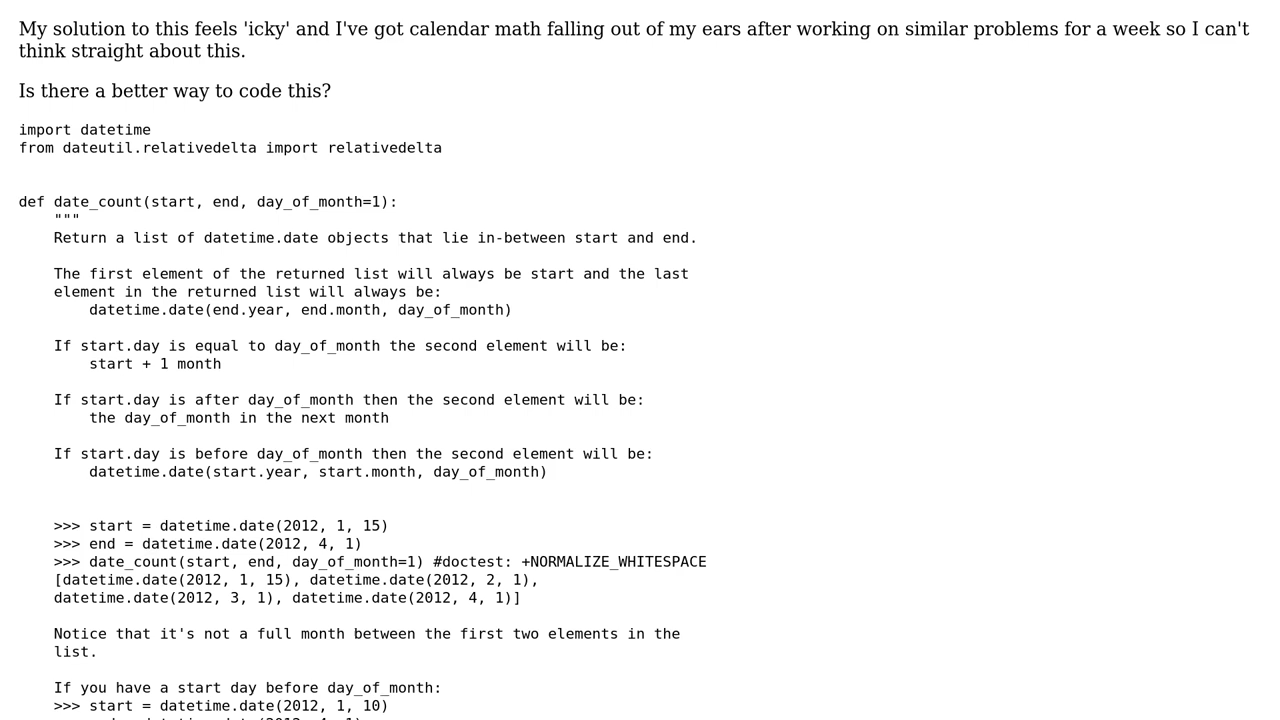 My solution to this feels 'icky' and I've got calendar math falling out of my ears after working on similar problems for a week so I can't
think straight about this.
Is there a better way to code this?
import datetime
from dateutil.relativedelta import relativedelta
def date_count(start, end, day_of_month=1):
    """
    Return a list of datetime.date objects that lie in-between start and end.
    The first element of the returned list will always be start and the last
    element in the returned list will always be:
        datetime.date(end.year, end.month, day_of_month)
    If start.day is equal to day_of_month the second element will be:
        start + 1 month
    If start.day is after day_of_month then the second element will be:
        the day_of_month in the next month
    If start.day is before day_of_month then the second element will be:
        datetime.date(start.year, start.month, day_of_month)
    >>> start = datetime.date(2012, 1, 15)
    >>> end = datetime.date(2012, 4, 1)
    >>> date_count(start, end, day_of_month=1) #doctest: +NORMALIZE_WHITESPACE
    [datetime.date(2012, 1, 15), datetime.date(2012, 2, 1),
    datetime.date(2012, 3, 1), datetime.date(2012, 4, 1)]
    Notice that it's not a full month between the first two elements in the
    list.
    If you have a start day before day_of_month:
    >>> start = datetime.date(2012, 1, 10)